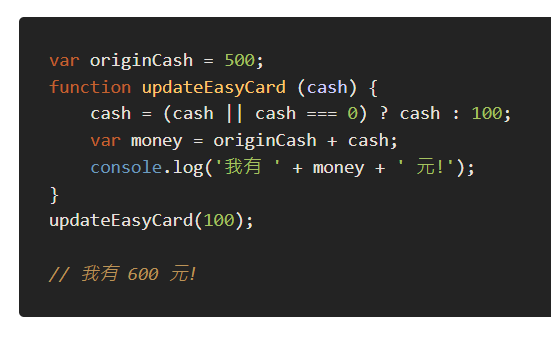 var originCash = 500;
function updateEasyCard (cash) {
    cash = (cash || cash === 0) ? cash : 100;
    var money = originCash + cash;
    console.log('我有 ' + money + ' 元!');
}
updateEasyCard(100);

// 我有 600 元!